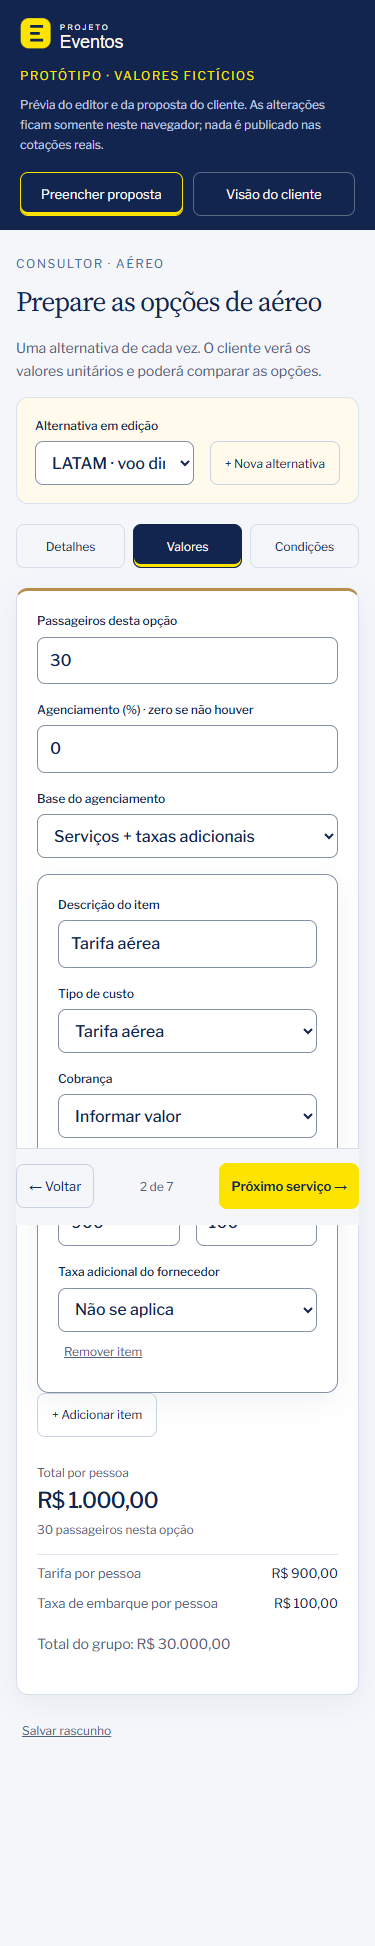 PROJETO
Eventos
PROTÓTIPO · VALORES FICTÍCIOS
Prévia do editor e da proposta do cliente. As alterações
ficam somente neste navegador; nada é publicado nas
cotações reais.
Preencher proposta
Visão do cliente
CONSULTOR · AÉREO
Prepare as opções de aéreo
Uma alternativa de cada vez. O cliente verá os
valores unitários e poderá comparar as opções.
Alternativa em edição
LATAM · voo
+ Nova alternativa
Detalhes
Valores
Condições
Passageiros desta opção
30
Agenciamento (%) · zero se não houver
0
Base do agenciamento
Serviços + taxas adicionais
Descrição do item
Tarifa aérea
Tipo de custo
Tarifa aérea
Cobrança
Informar valor
← Voltar
2 de 7
Próximo serviço →
Taxa adicional do fornecedor
Não se aplica
Remover item
+ Adicionar item
Total por pessoa
R$ 1.000,00
30 passageiros nesta opção
Tarifa por pessoa
R$ 900,00
Taxa de embarque por pessoa
R$ 100,00
Total do grupo: R$ 30.000,00
Salvar rascunho